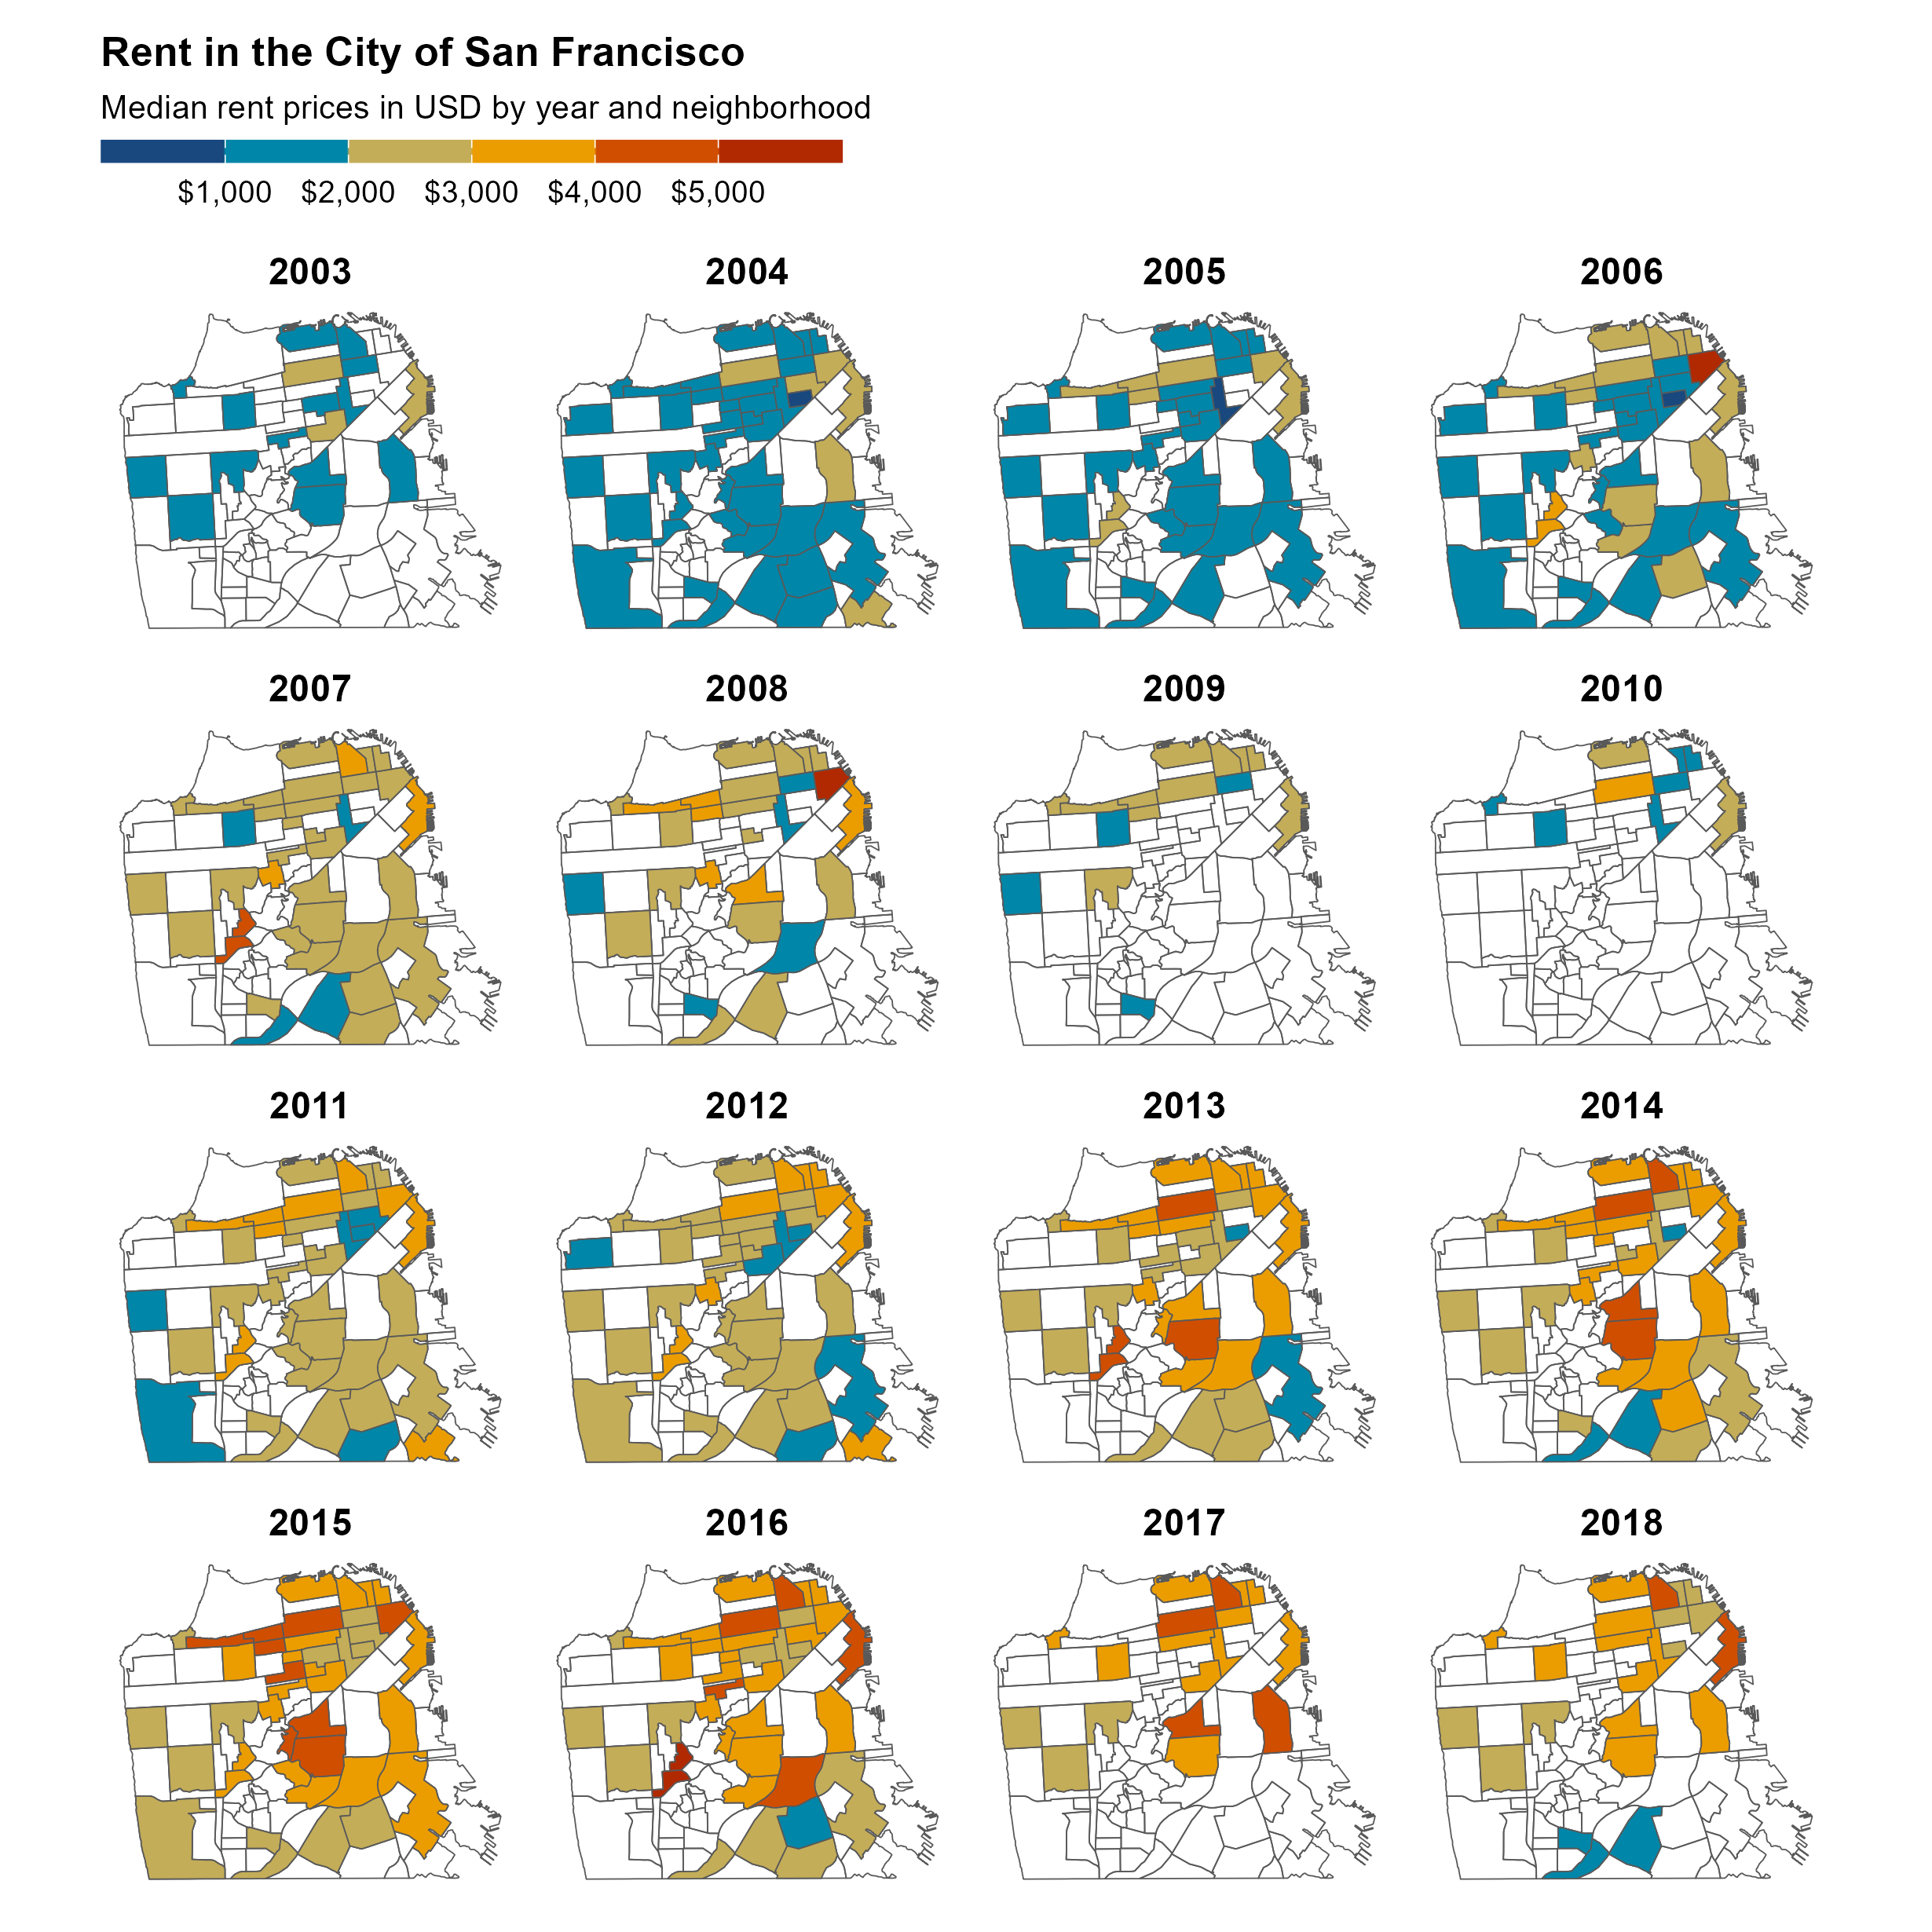 Rent in the City of San Francisco
Median rent prices in USD by year and neighborhood
$1,000 $2,000 $3,000 $4,000 $5,000
2003 2004 2005 2006
2007 2008 2009 2010
2011 2012 2013 2014
2015 2016 2017 2018